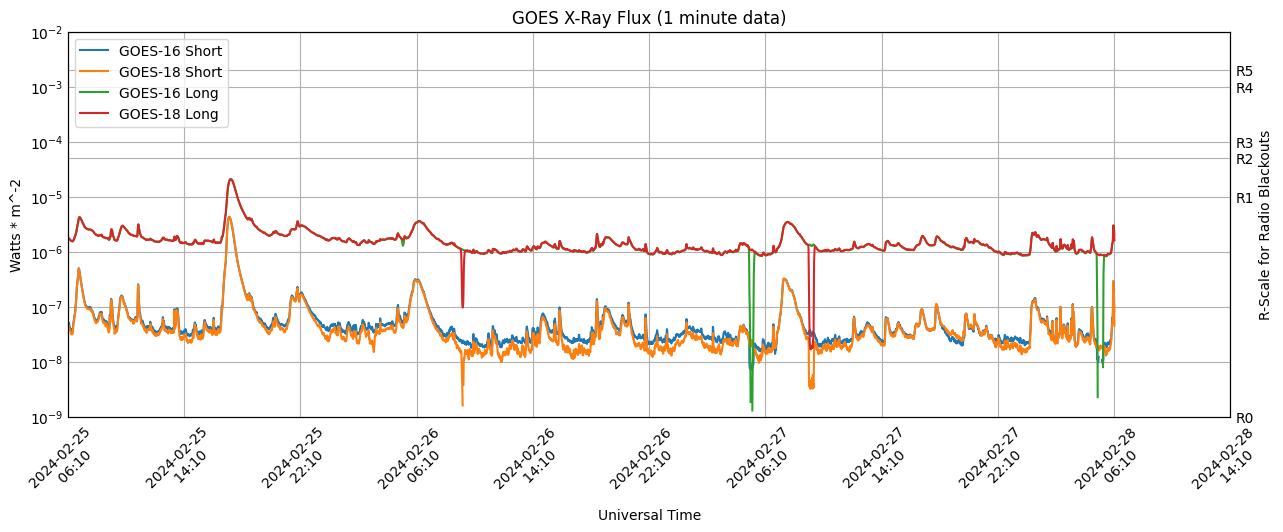 GOES X-Ray Flux (1 minute data)
GOES-16 Short
GOES-18 Short
GOES-16 Long
GOES-18 Long
10^-2
10^-3
10^-4
10^-5
10^-6
10^-7
10^-8
10^-9
Watts * m^-2
R5
R4
R3
R2
R1
R0
R-Scale for Radio Blackouts
2024-02-25
06:10
2024-02-25
14:10
2024-02-25
22:10
2024-02-26
06:10
2024-02-26
14:10
2024-02-26
22:10
2024-02-27
06:10
2024-02-27
14:10
2024-02-27
22:10
2024-02-28
06:10
2024-02-28
14:10
Universal Time